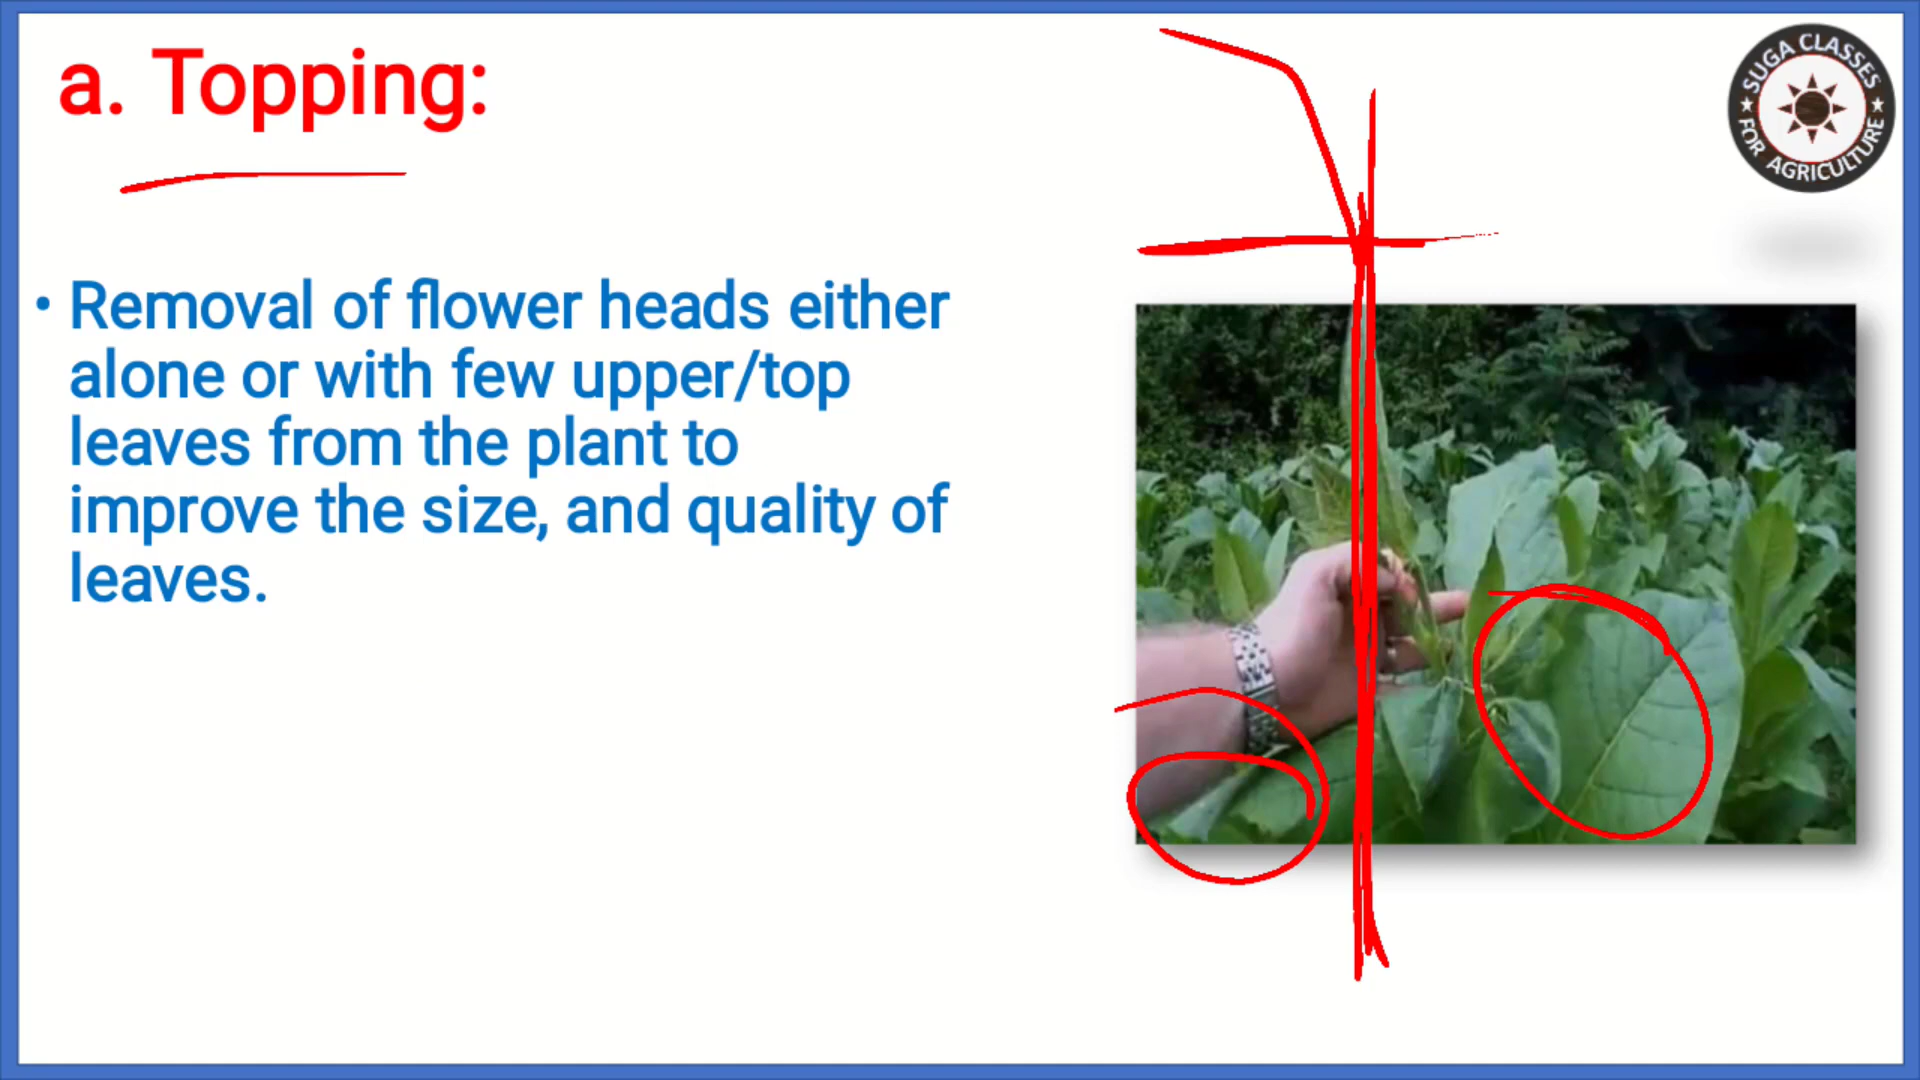 a. Topping:
SUGA CLASSES
FOR AGRICULTURE
• Removal of flower heads either
alone or with few upper/top
leaves from the plant to
improve the size, and quality of
leaves.